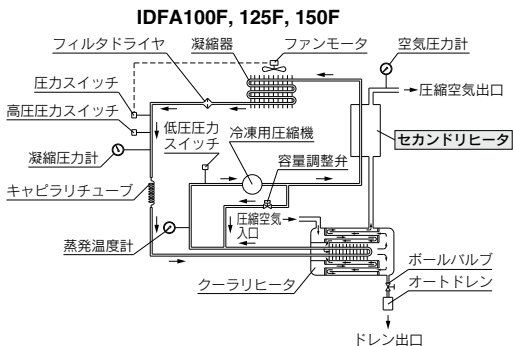 IDFA100F, 125F, 150F
フィルタドライヤ
凝縮器
ファンモータ
空気圧力計
圧力スイッチ
圧縮空気出口
高圧圧力スイッチ
低圧圧力
スイッチ
冷凍用圧縮機
セカンドリヒータ
凝縮圧力計
容量調整弁
キャピラリチューブ
圧縮空気
入口
蒸発温度計
ボールバルブ
クーラリヒータ
オートドレン
ドレン出口